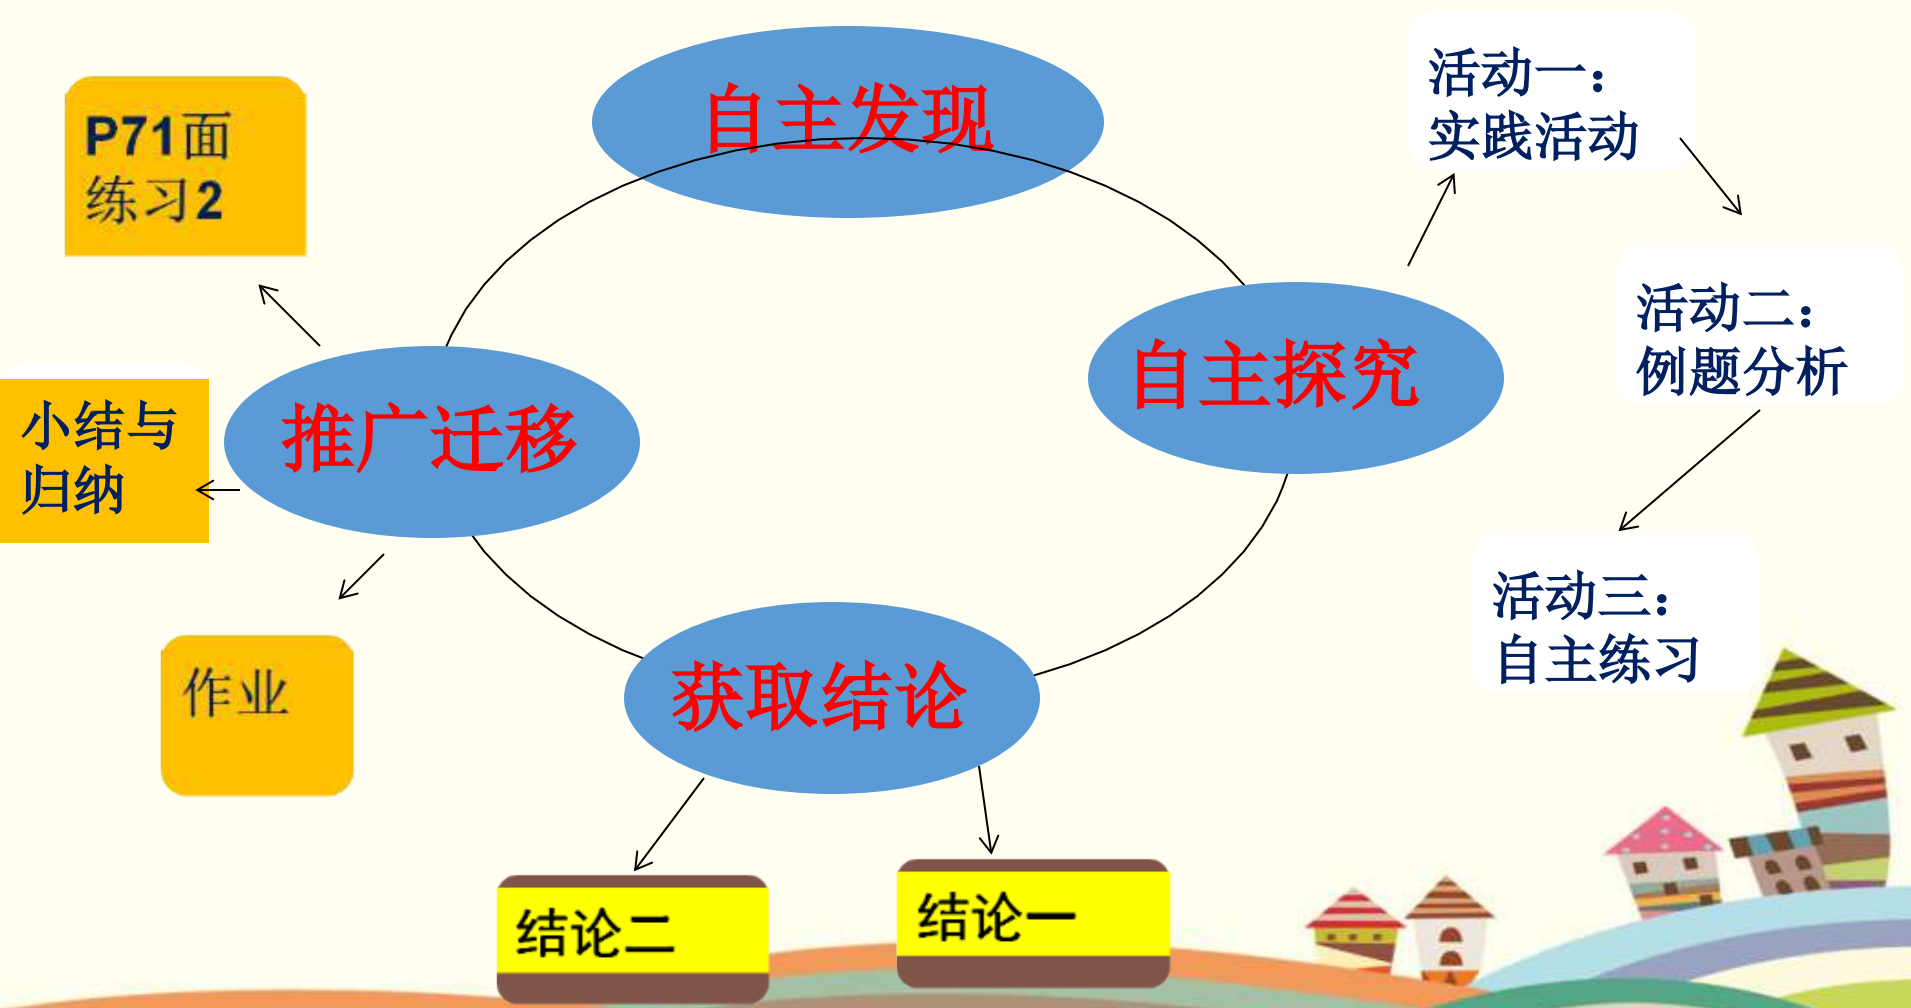 自主发现
活动一：
实践活动
P71面
练习2
活动二：
例题分析
自主探究
推广迁移
小结与
归纳
活动三：
自主练习
获取结论
作业
结论二
结论一